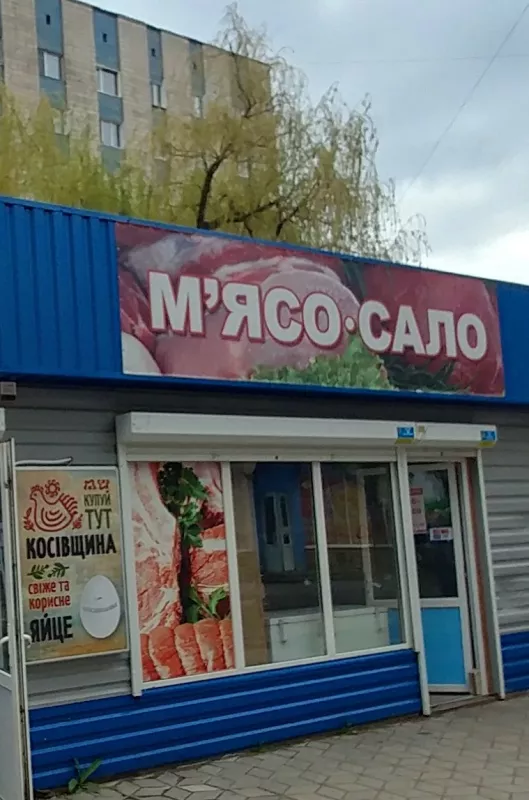 М'ЯСО·САЛО
КУПУЙ
ТУТ
КОСІВЩИНА
свіже та
корисне
ЯЙЦЕ